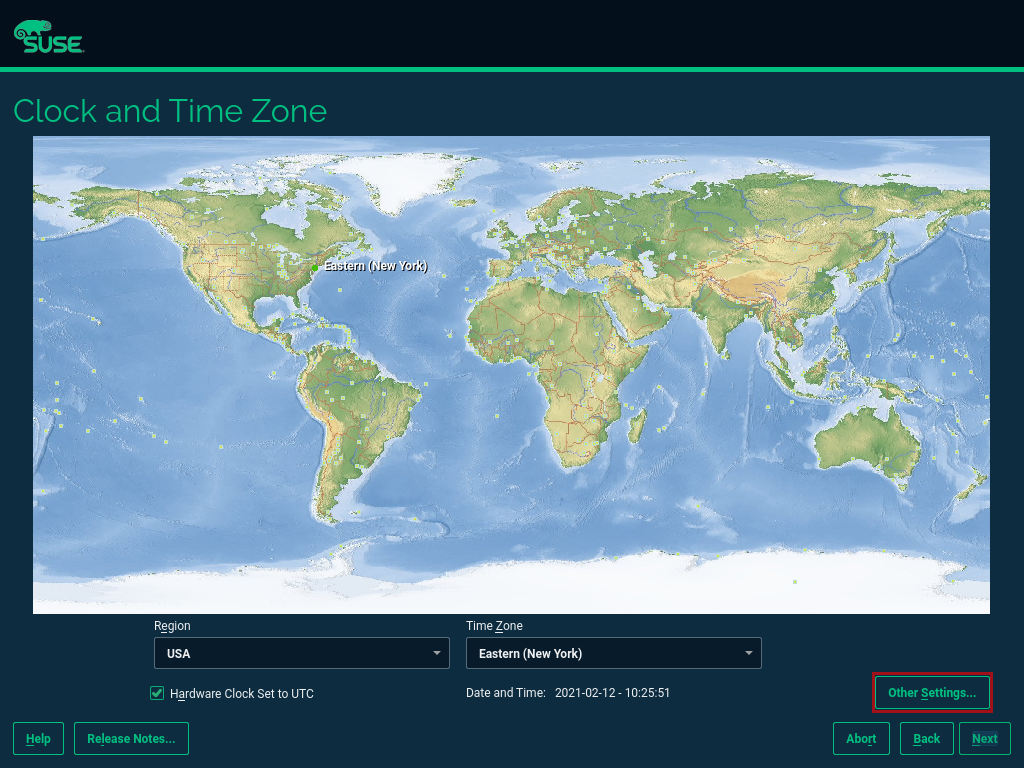 SUSE
Clock and Time Zone
Eastern (New York)
Region
Time Zone
USA
Eastern (New York)
Hardware Clock Set to UTC
Date and Time: 2021-02-12 - 10:25:51
Other Settings...
Help
Release Notes...
Abort
Back
Next